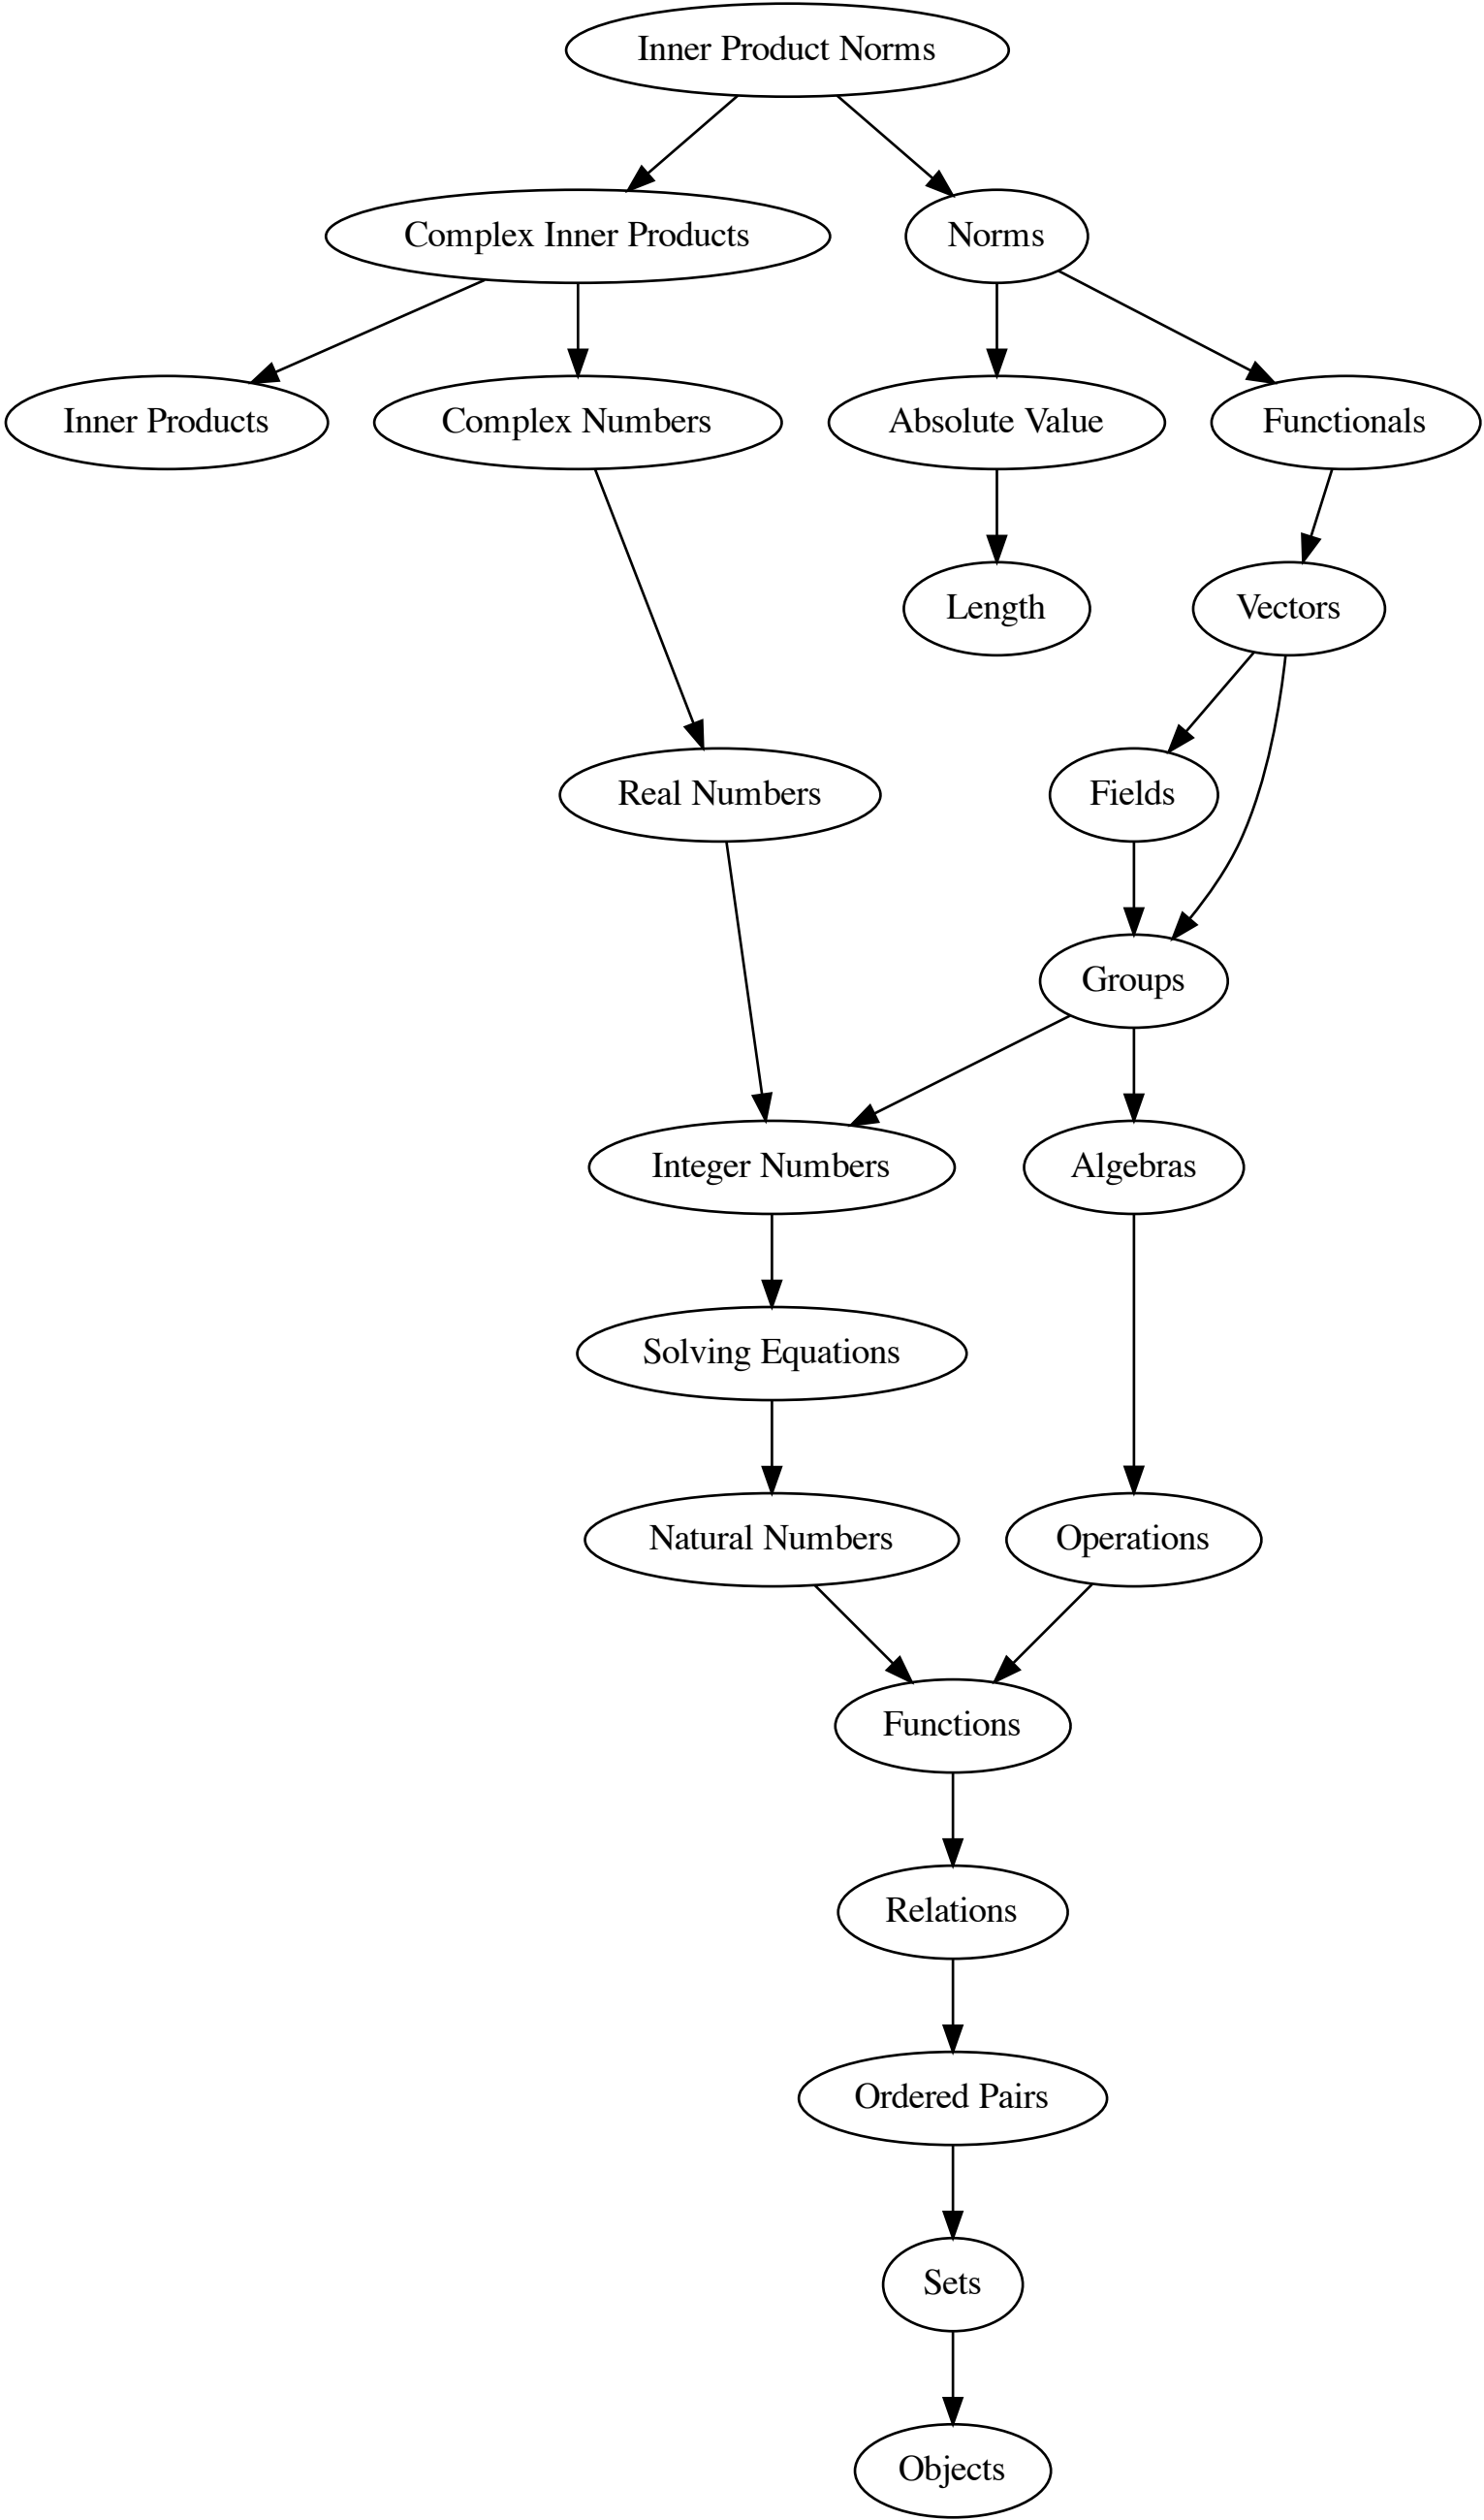 Inner Product Norms
Complex Inner Products
Norms
Inner Products
Complex Numbers
Absolute Value
Functionals
Length
Vectors
Real Numbers
Fields
Groups
Integer Numbers
Algebras
Solving Equations
Natural Numbers
Operations
Functions
Relations
Ordered Pairs
Sets
Objects